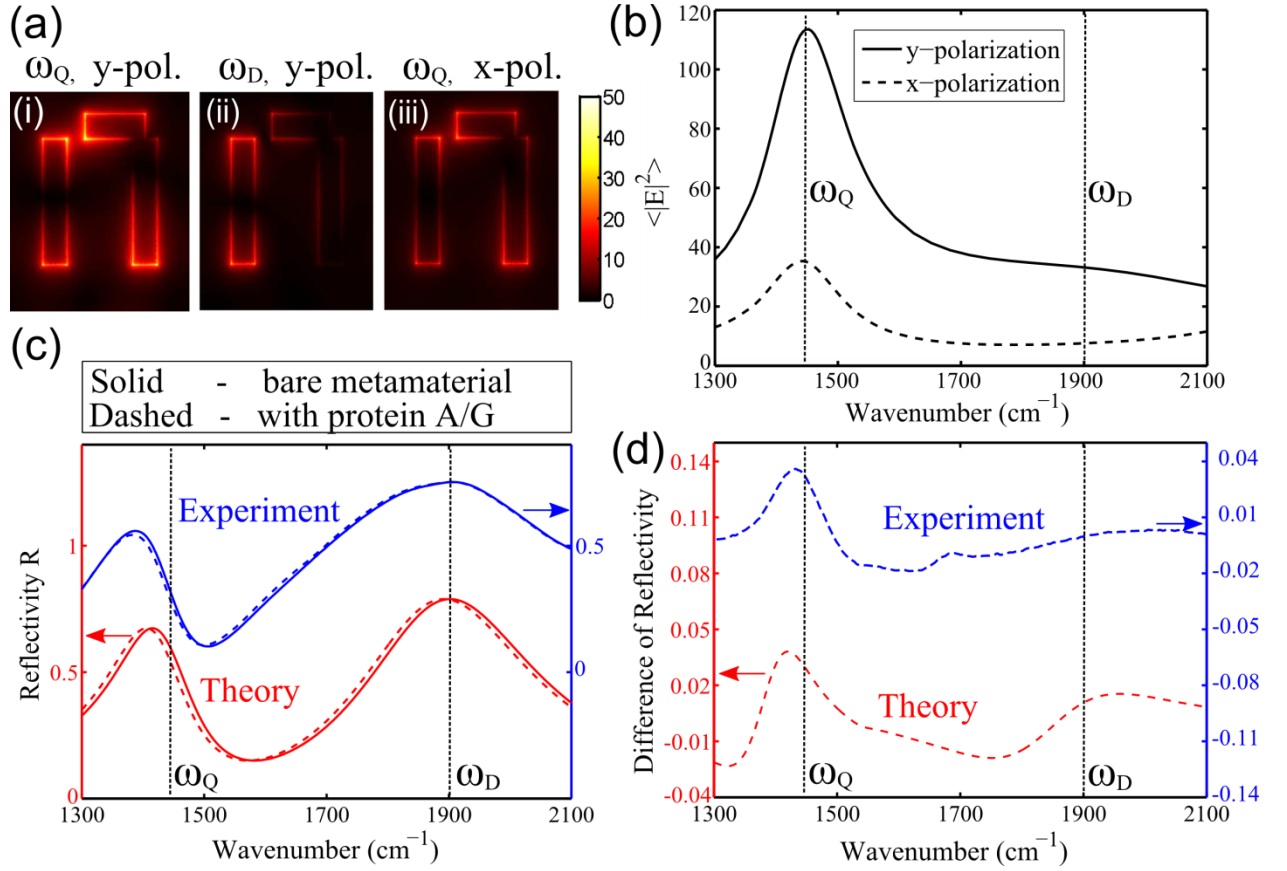 (a)
ω_Q, y-pol. ω_D, y-pol. ω_Q, x-pol.
(i) (ii) (iii)
50
40
30
20
10
0
(b)
120
100
80
60
40
20
0
<|E|²>
y−polarization
x−polarization
ω_Q
ω_D
1300 1500 1700 1900 2100
Wavenumber (cm⁻¹)
(c)
Solid - bare metamaterial
Dashed - with protein A/G
Experiment
Theory
1
0.5
0
Reflectivity R
0.5
0
ω_Q
ω_D
1300 1500 1700 1900 2100
Wavenumber (cm⁻¹)
(d)
0.14
0.11
0.08
0.05
0.02
-0.01
-0.04
Difference of Reflectivity
Experiment
Theory
0.04
0.01
-0.02
-0.05
-0.08
-0.11
-0.14
ω_Q
ω_D
1300 1500 1700 1900 2100
Wavenumber (cm⁻¹)